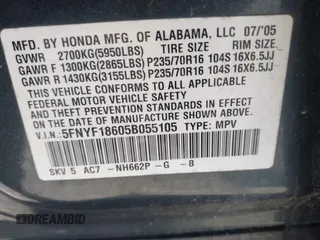 MFD. BY HONDA MFG. OF ALABAMA, LLC 07/'05
GVWR 2700KG(5950LBS) TIRE SIZE RIM SIZE
GAWR F 1300KG(2865LBS) P235/70R16 104S 16X6.5JJ
GAWR R 1430KG(3155LBS) P235/70R16 104S 16X6.5JJ
THIS VEHICLE CONFORMS TO ALL APPLICABLE
FEDERAL MOTOR VEHICLE SAFETY STANDARDS IN
EFFECT ON THE DATE OF MANUFACTURE SHOWN ABOVE.
V.I.N.: 5FNYF18605B055105 TYPE: MPV
SKV 5 AC7 -NH662P -G -B
DREAMBID